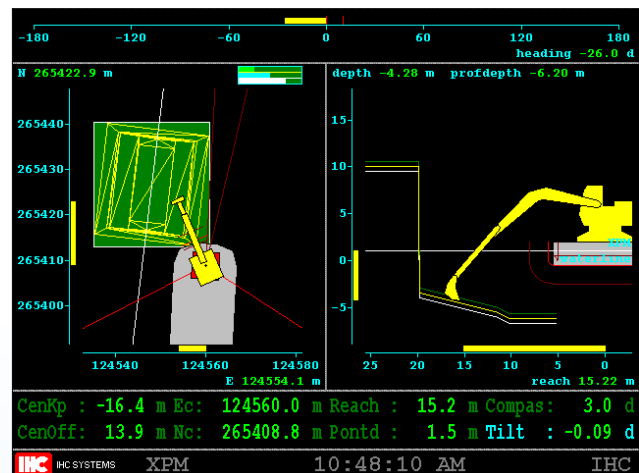 -180 -120 -60 0 60 120 180
heading -26.0 d
N 265422.9 m
depth -4.28 m profdepth -6.20 m
265440
265430
265420
265410
265400
15
10
5
0
-5
XPM
waterline
124540 124560 124580
25 20 15 10 5 0
E 124554.1 m
reach 15.22 m
CenKp : -16.4 m Ec: 124560.0 m Reach : 15.2 m Compas: 3.0 d
CenOff: 13.9 m Nc: 265408.8 m Pontd : 1.5 m Tilt : -0.09 d
IHC IHC SYSTEMS XPM 10:48:10 AM IHC